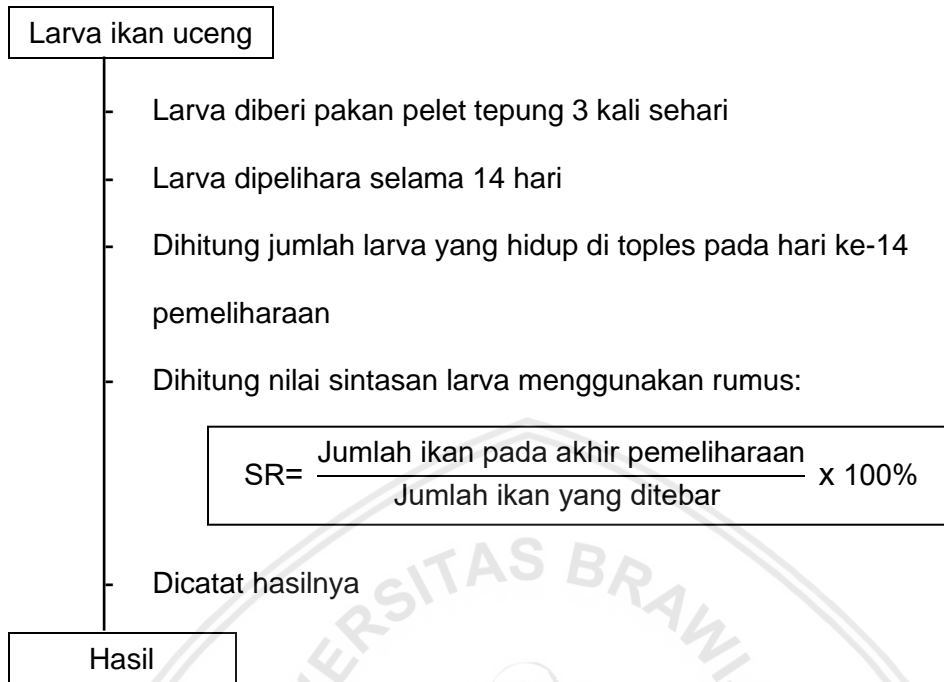 Larva ikan uceng
- Larva diberi pakan pelet tepung 3 kali sehari
- Larva dipelihara selama 14 hari
- Dihitung jumlah larva yang hidup di toples pada hari ke-14
pemeliharaan
- Dihitung nilai sintasan larva menggunakan rumus:
Jumlah ikan pada akhir pemeliharaan
SR= x 100%
Jumlah ikan yang ditebar
- Dicatat hasilnya
Hasil